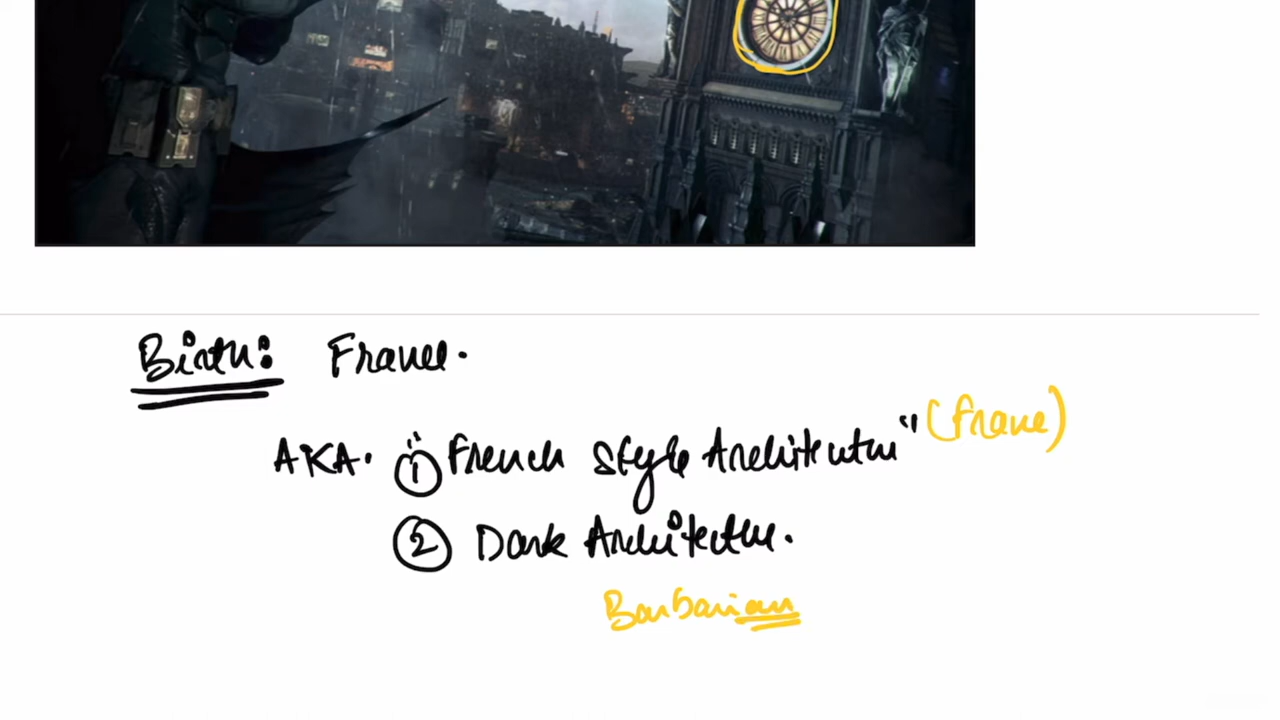 Birth: France.
AKA. ① "French Style Architecture" (France)
② Dark Architecture.
Barbarian